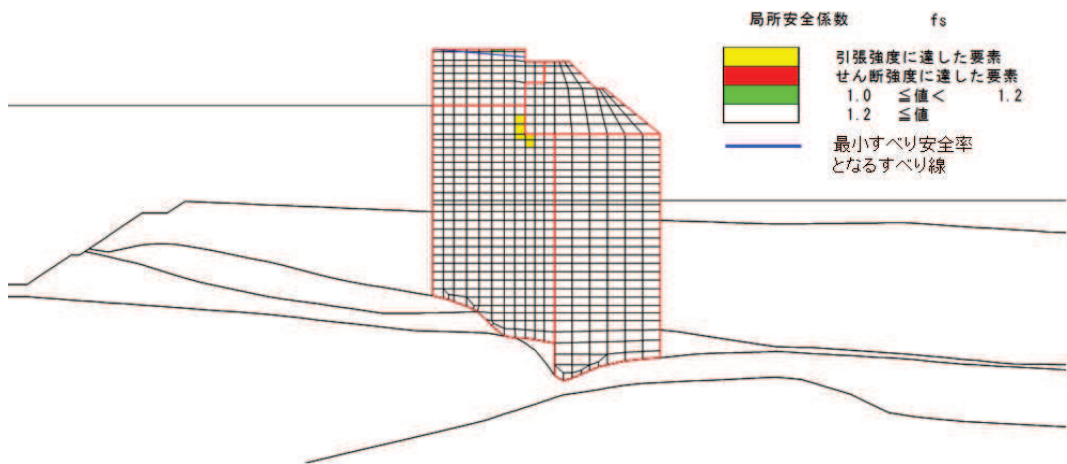 局所安全係数 fs
引張強度に達した要素
せん断強度に達した要素
1.0 ≦値< 1.2
1.2 ≦値
最小すべり安全率
となるすべり線